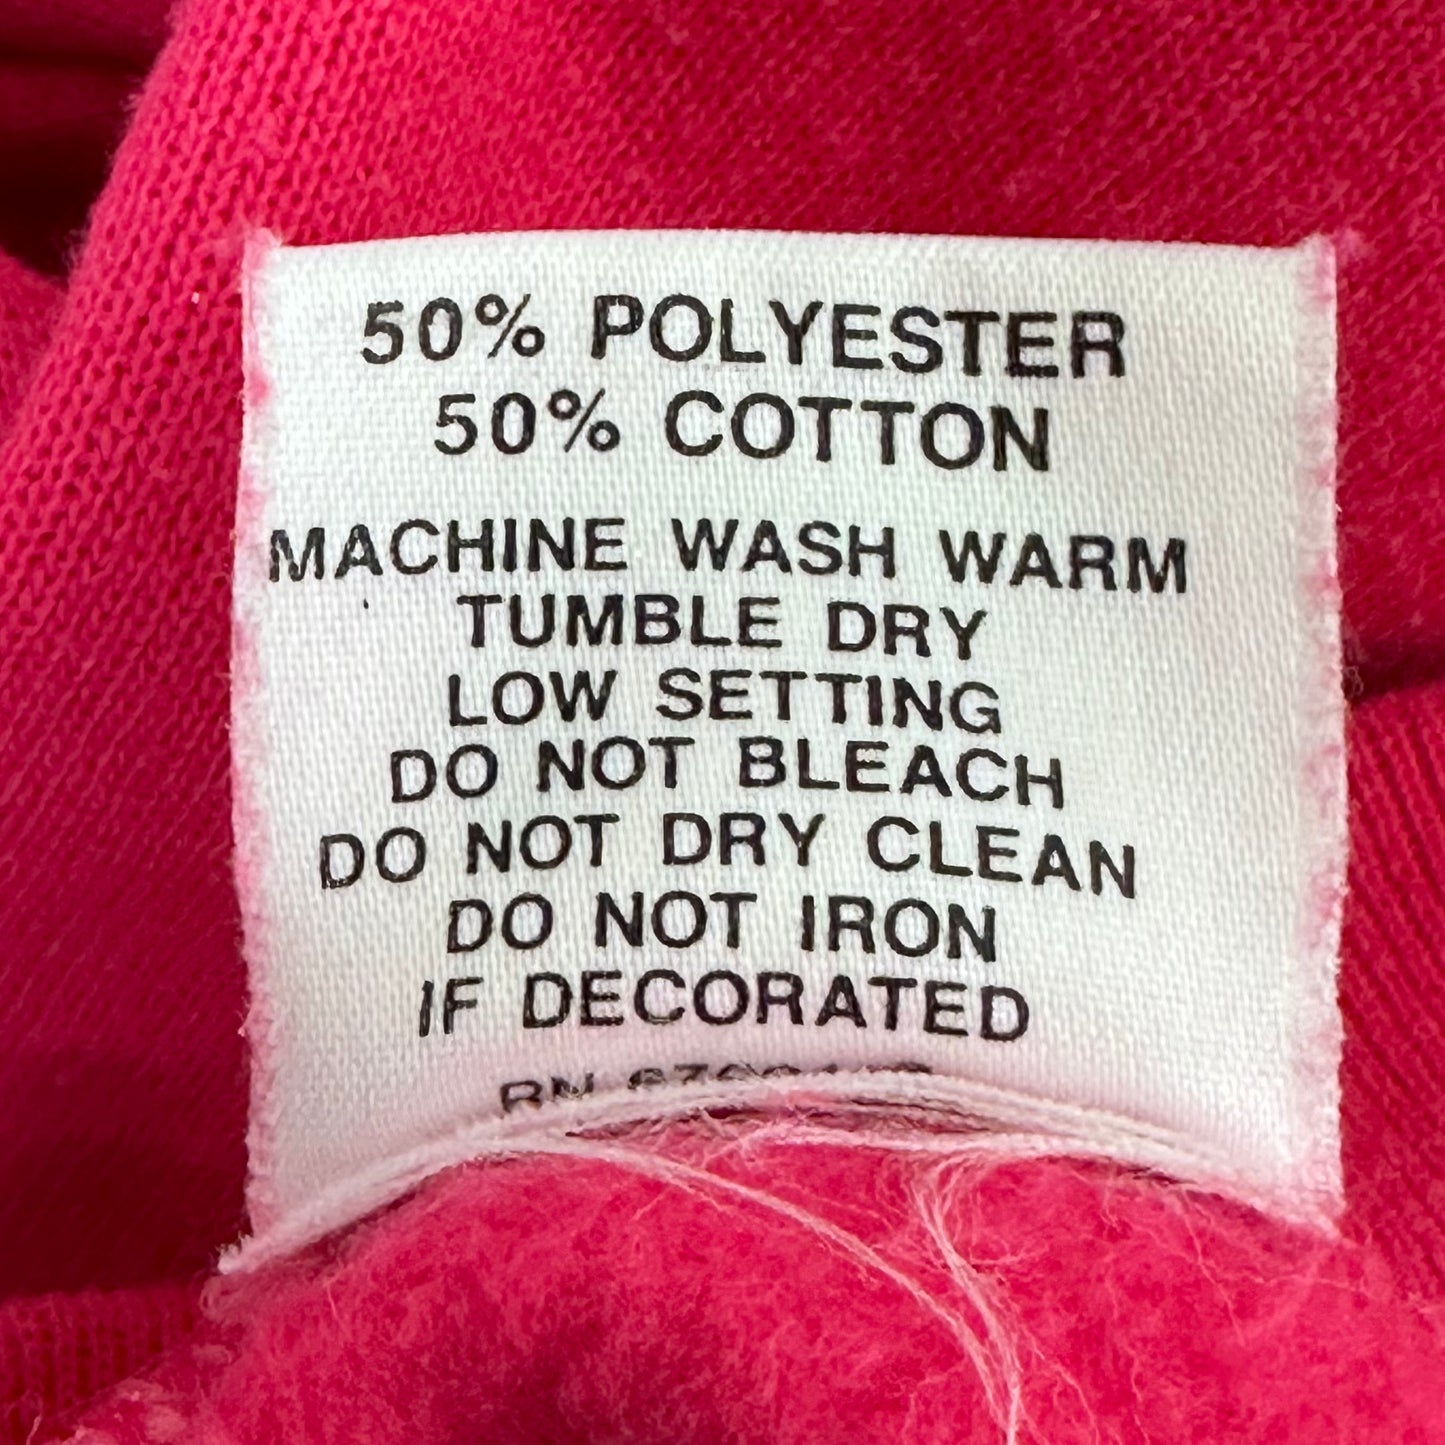 50% POLYESTER
50% COTTON
MACHINE WASH WARM
TUMBLE DRY
LOW SETTING
DO NOT BLEACH
DO NOT DRY CLEAN
DO NOT IRON
IF DECORATED
RN